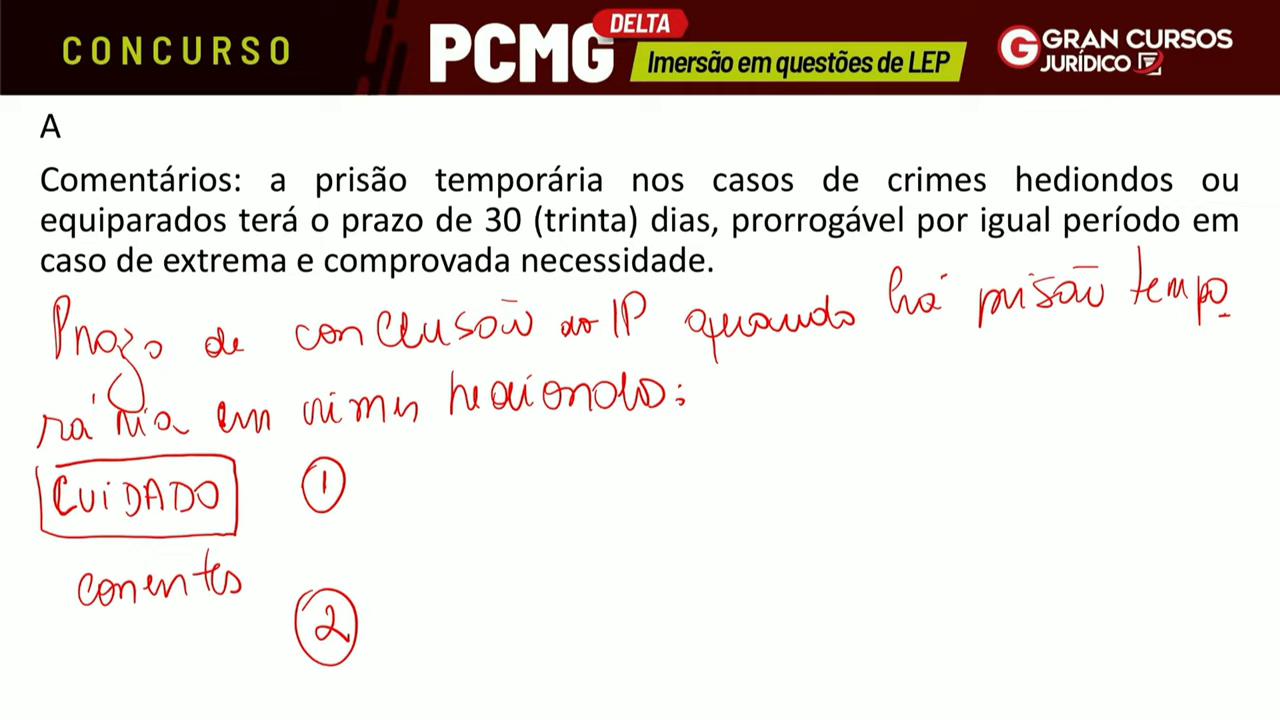 CONCURSO
PCMG
DELTA
Imersão em questões de LEP
GRAN CURSOS
JURÍDICO
A
Comentários: a prisão temporária nos casos de crimes hediondos ou
equiparados terá o prazo de 30 (trinta) dias, prorrogável por igual período em
caso de extrema e comprovada necessidade.
Prazo de conclusão do IP quando há prisão tempo
rária em crimes hediondos:
CUIDADO 1
correntes
2